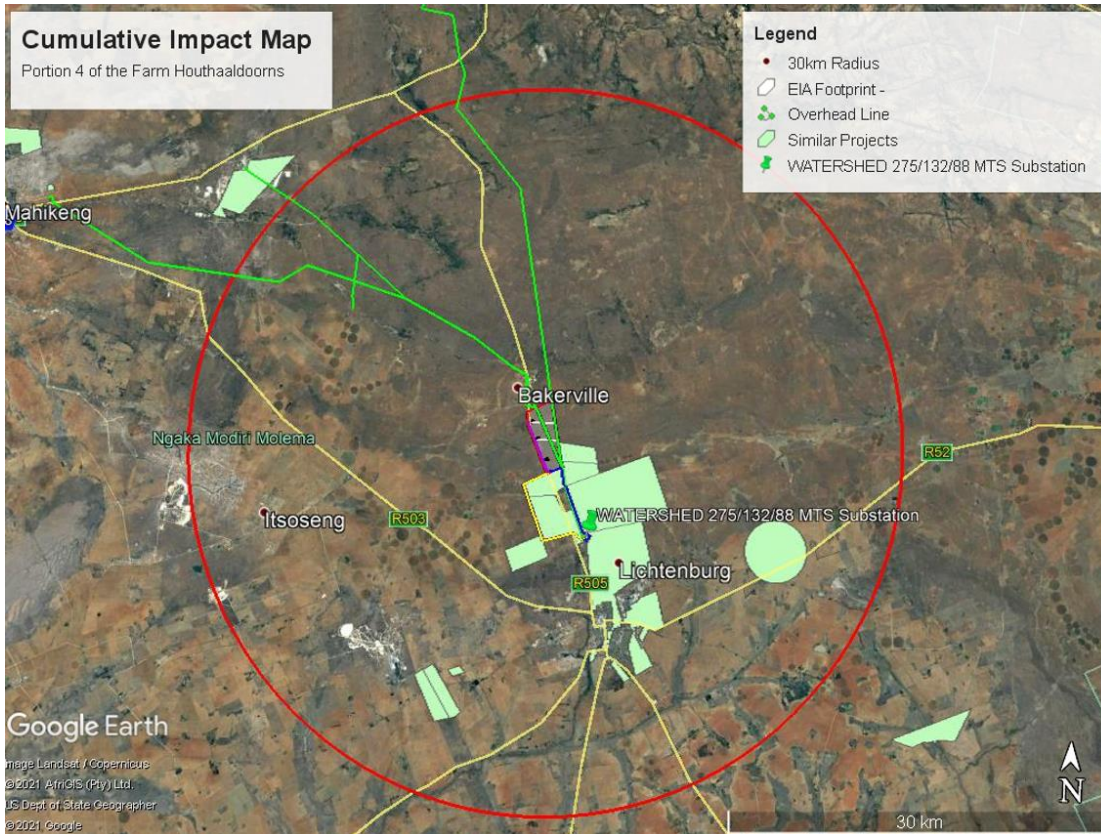 Cumulative Impact Map
Portion 4 of the Farm Houthaaldoorns
Legend
30km Radius
EIA Footprint -
Overhead Line
Similar Projects
WATERSHED 275/132/88 MTS Substation
Mahikeng
Bakerville
Ngaka Modiri Molema
R52
Itsoseng
R503
WATERSHED 275/132/88 MTS Substation
R505
Lichtenburg
Google Earth
mage Landsat / Copernicus
©2021 AfriGIS (Pty) Ltd.
US Dept of State Geographer
©2021 Google
N
30 km